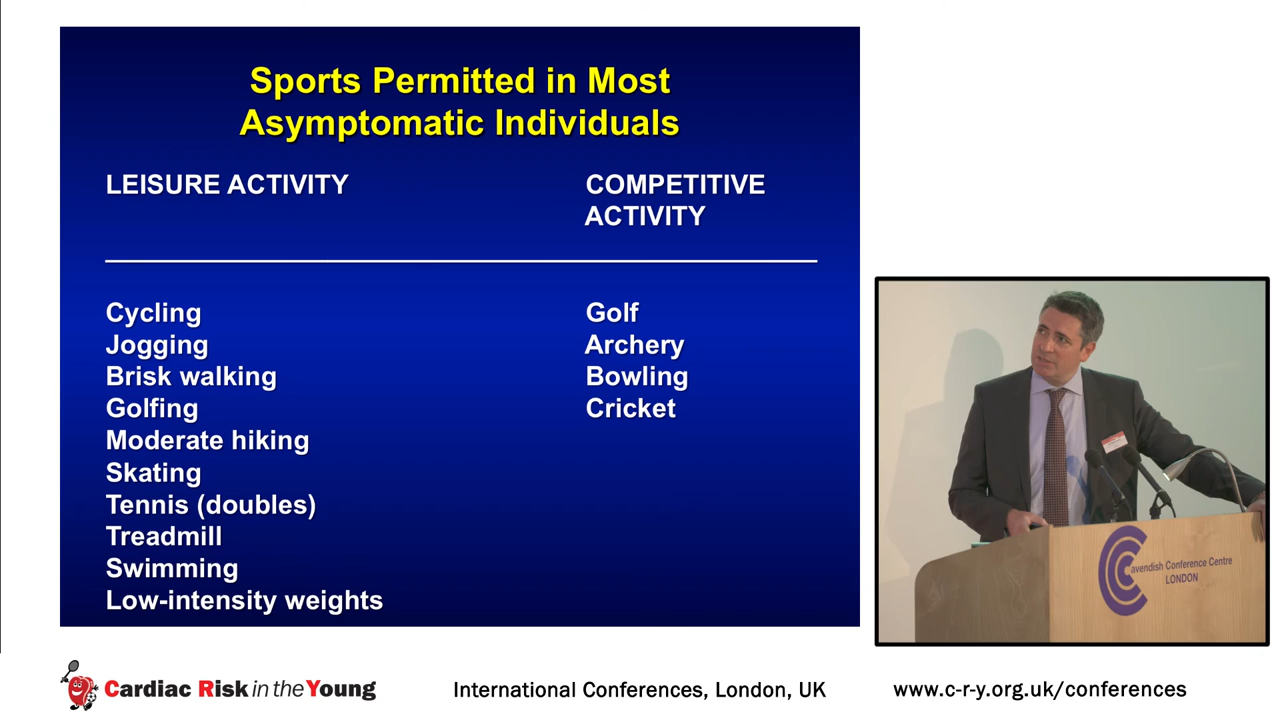 Sports Permitted in Most
Asymptomatic Individuals
LEISURE ACTIVITY
COMPETITIVE
ACTIVITY
Cycling
Jogging
Brisk walking
Golfing
Moderate hiking
Skating
Tennis (doubles)
Treadmill
Swimming
Low-intensity weights
Golf
Archery
Bowling
Cricket
avendish Conference Centre
LONDON
Cardiac Risk in the Young
International Conferences, London, UK
www.c-r-y.org.uk/conferences